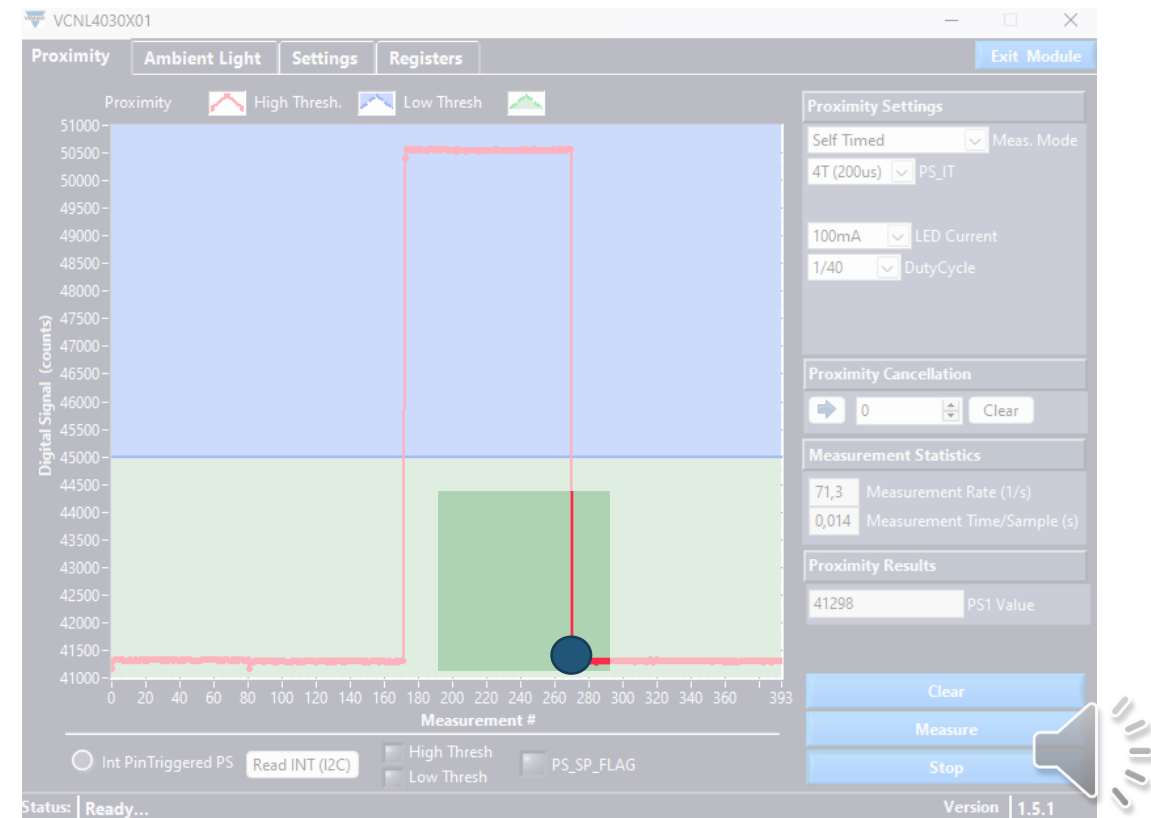 VCNL4030X01
Proximity Ambient Light Settings Registers Exit Module
Proximity High Thresh. Low Thresh
51000
50500
50000
49500
49000
48500
48000
47500
47000
46500
46000
45500
45000
44500
44000
43500
43000
42500
42000
41500
41000
Digital Signal (counts)
0 20 40 60 80 100 120 140 160 180 200 220 240 260 280 300 320 340 360 393
Measurement #
Proximity Settings
Self Timed Meas. Mode
4T (200us) PS_IT
100mA LED Current
1/40 DutyCycle
Proximity Cancellation
0 Clear
Measurement Statistics
71,3 Measurement Rate (1/s)
0,014 Measurement Time/Sample (s)
Proximity Results
41298 PS1 Value
Clear
Measure
Stop
Int PinTriggered PS Read INT (I2C)
High Thresh
Low Thresh
PS_SP_FLAG
Status: Ready... Version 1.5.1